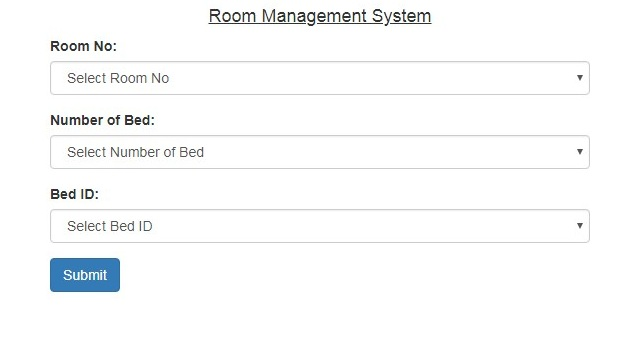 Room Management System
Room No:
Select Room No
Number of Bed:
Select Number of Bed
Bed ID:
Select Bed ID
Submit